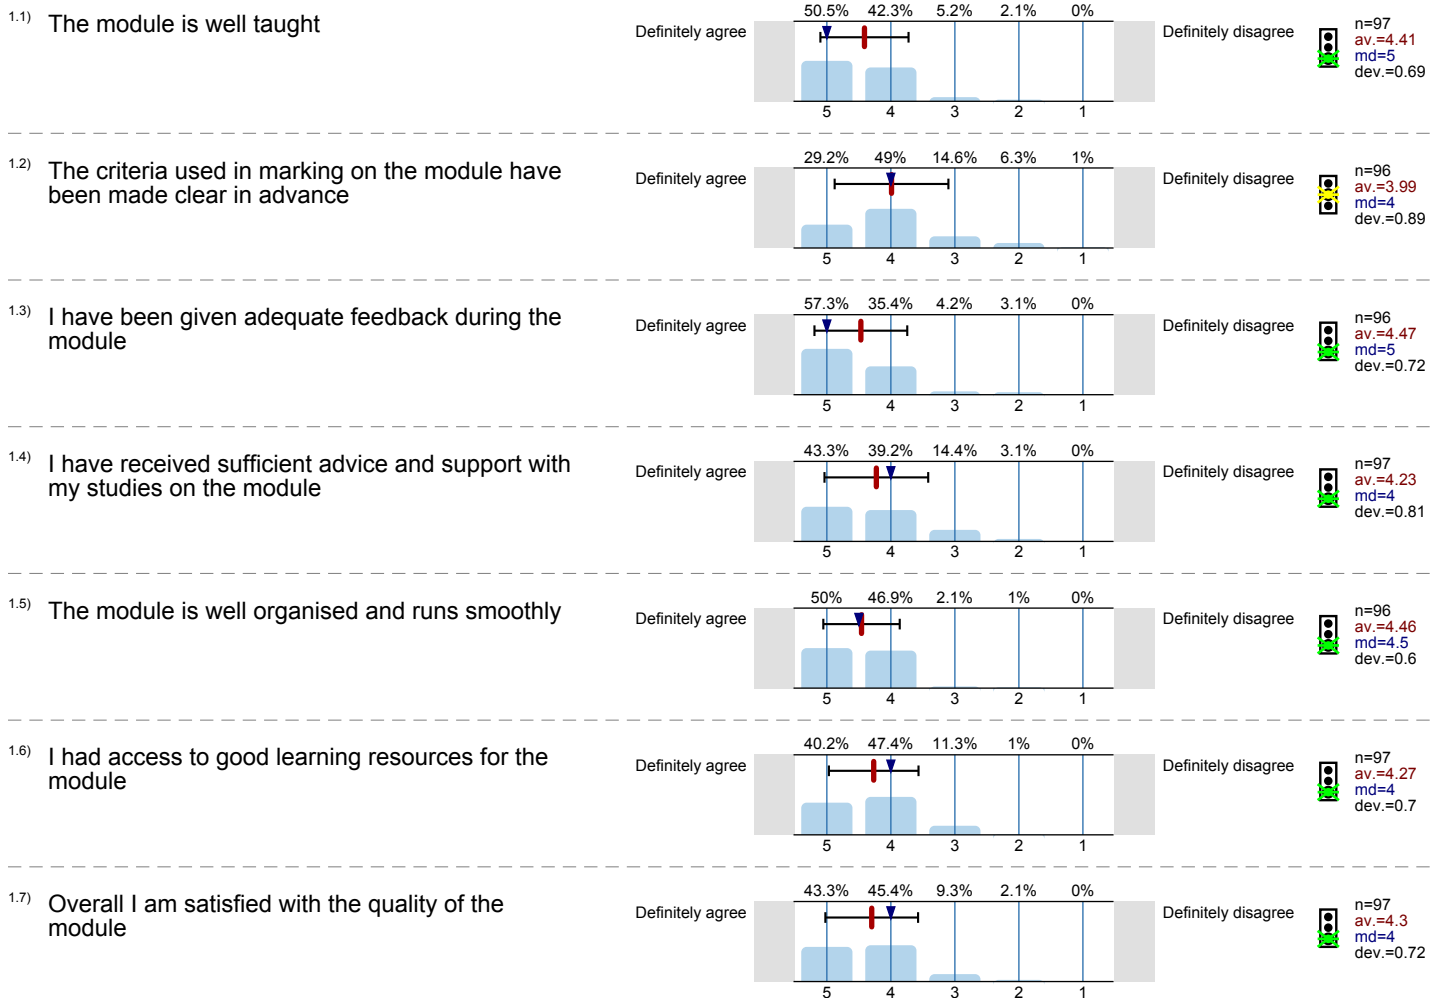 50.5% 42.3% 5.2% 2.1% 0%
1.1) The module is well taught
Definitely agree
Definitely disagree
n=97
av.=4.41
md=5
dev.=0.69
5 4 3 2 1
29.2% 49% 14.6% 6.3% 1%
1.2) The criteria used in marking on the module have
been made clear in advance
Definitely agree
Definitely disagree
n=96
av.=3.99
md=4
dev.=0.89
5 4 3 2 1
57.3% 35.4% 4.2% 3.1% 0%
1.3) I have been given adequate feedback during the
module
Definitely agree
Definitely disagree
n=96
av.=4.47
md=5
dev.=0.72
5 4 3 2 1
43.3% 39.2% 14.4% 3.1% 0%
1.4) I have received sufficient advice and support with
my studies on the module
Definitely agree
Definitely disagree
n=97
av.=4.23
md=4
dev.=0.81
5 4 3 2 1
50% 46.9% 2.1% 1% 0%
1.5) The module is well organised and runs smoothly
Definitely agree
Definitely disagree
n=96
av.=4.46
md=4.5
dev.=0.6
5 4 3 2 1
40.2% 47.4% 11.3% 1% 0%
1.6) I had access to good learning resources for the
module
Definitely agree
Definitely disagree
n=97
av.=4.27
md=4
dev.=0.7
5 4 3 2 1
43.3% 45.4% 9.3% 2.1% 0%
1.7) Overall I am satisfied with the quality of the
module
Definitely agree
Definitely disagree
n=97
av.=4.3
md=4
dev.=0.72
5 4 3 2 1